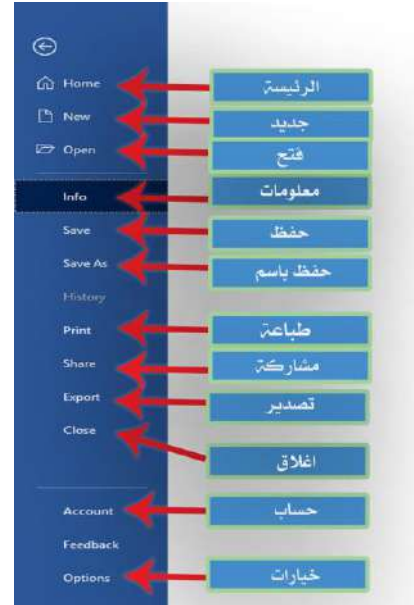 Home الرئيسة
New جديد
Open فتح
Info معلومات
Save حفظ
Save As حفظ باسم
History
Print طباعة
Share مشاركة
Export تصدير
Close اغلاق
Account حساب
Feedback
Options خيارات